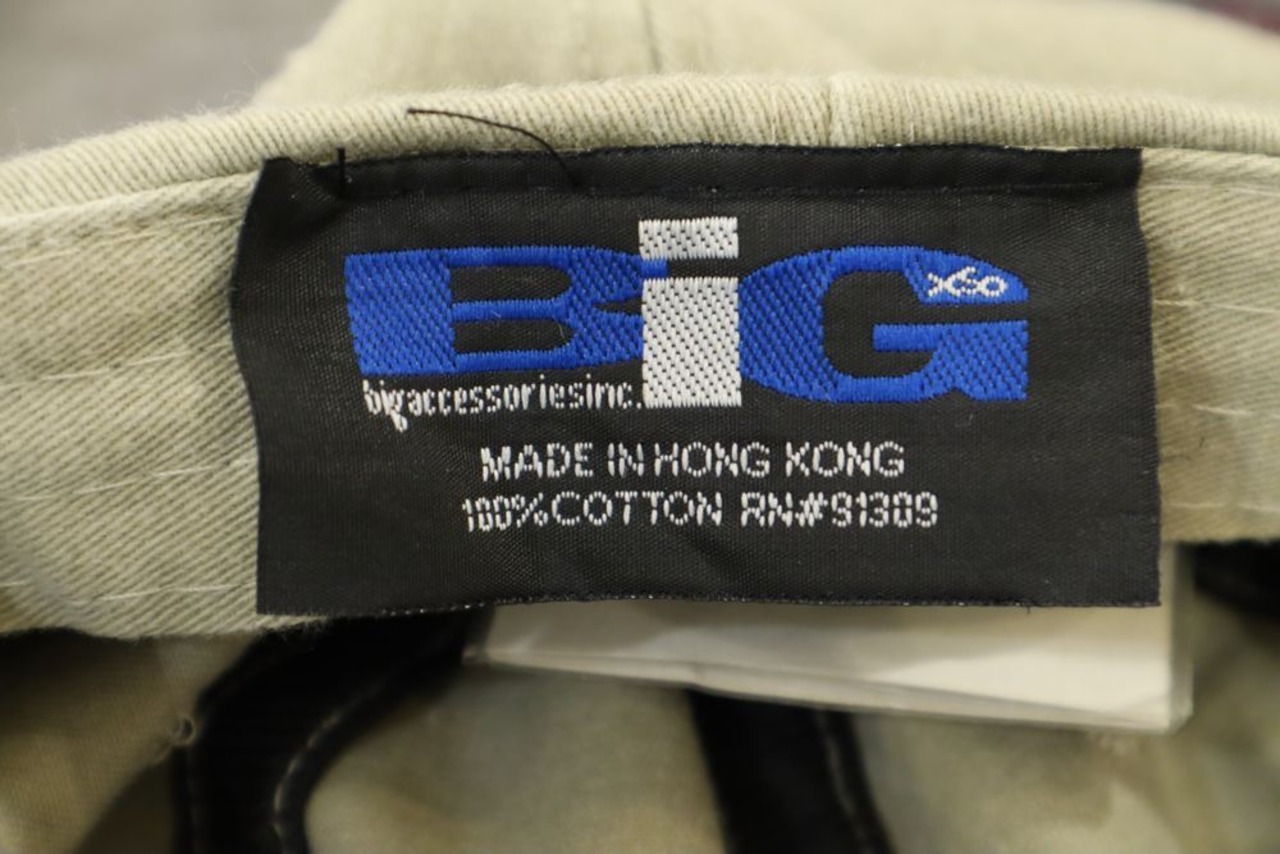 BiG
x60
bigaccessoriesinc.
MADE IN HONG KONG
100% COTTON RN#91309